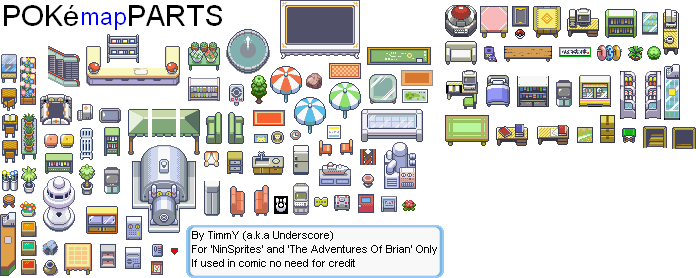 POKémapPARTS
By TimmY (a.k.a Underscore)
For 'NinSprites' and 'The Adventures Of Brian' Only
If used in comic no need for credit